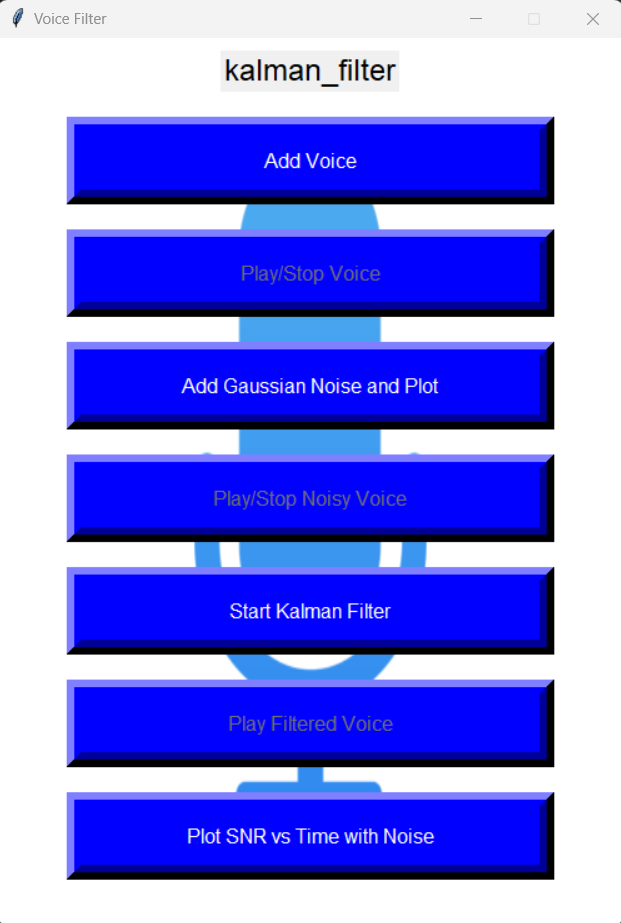 Voice Filter
kalman_filter
Add Voice
Play/Stop Voice
Add Gaussian Noise and Plot
Play/Stop Noisy Voice
Start Kalman Filter
Play Filtered Voice
Plot SNR vs Time with Noise